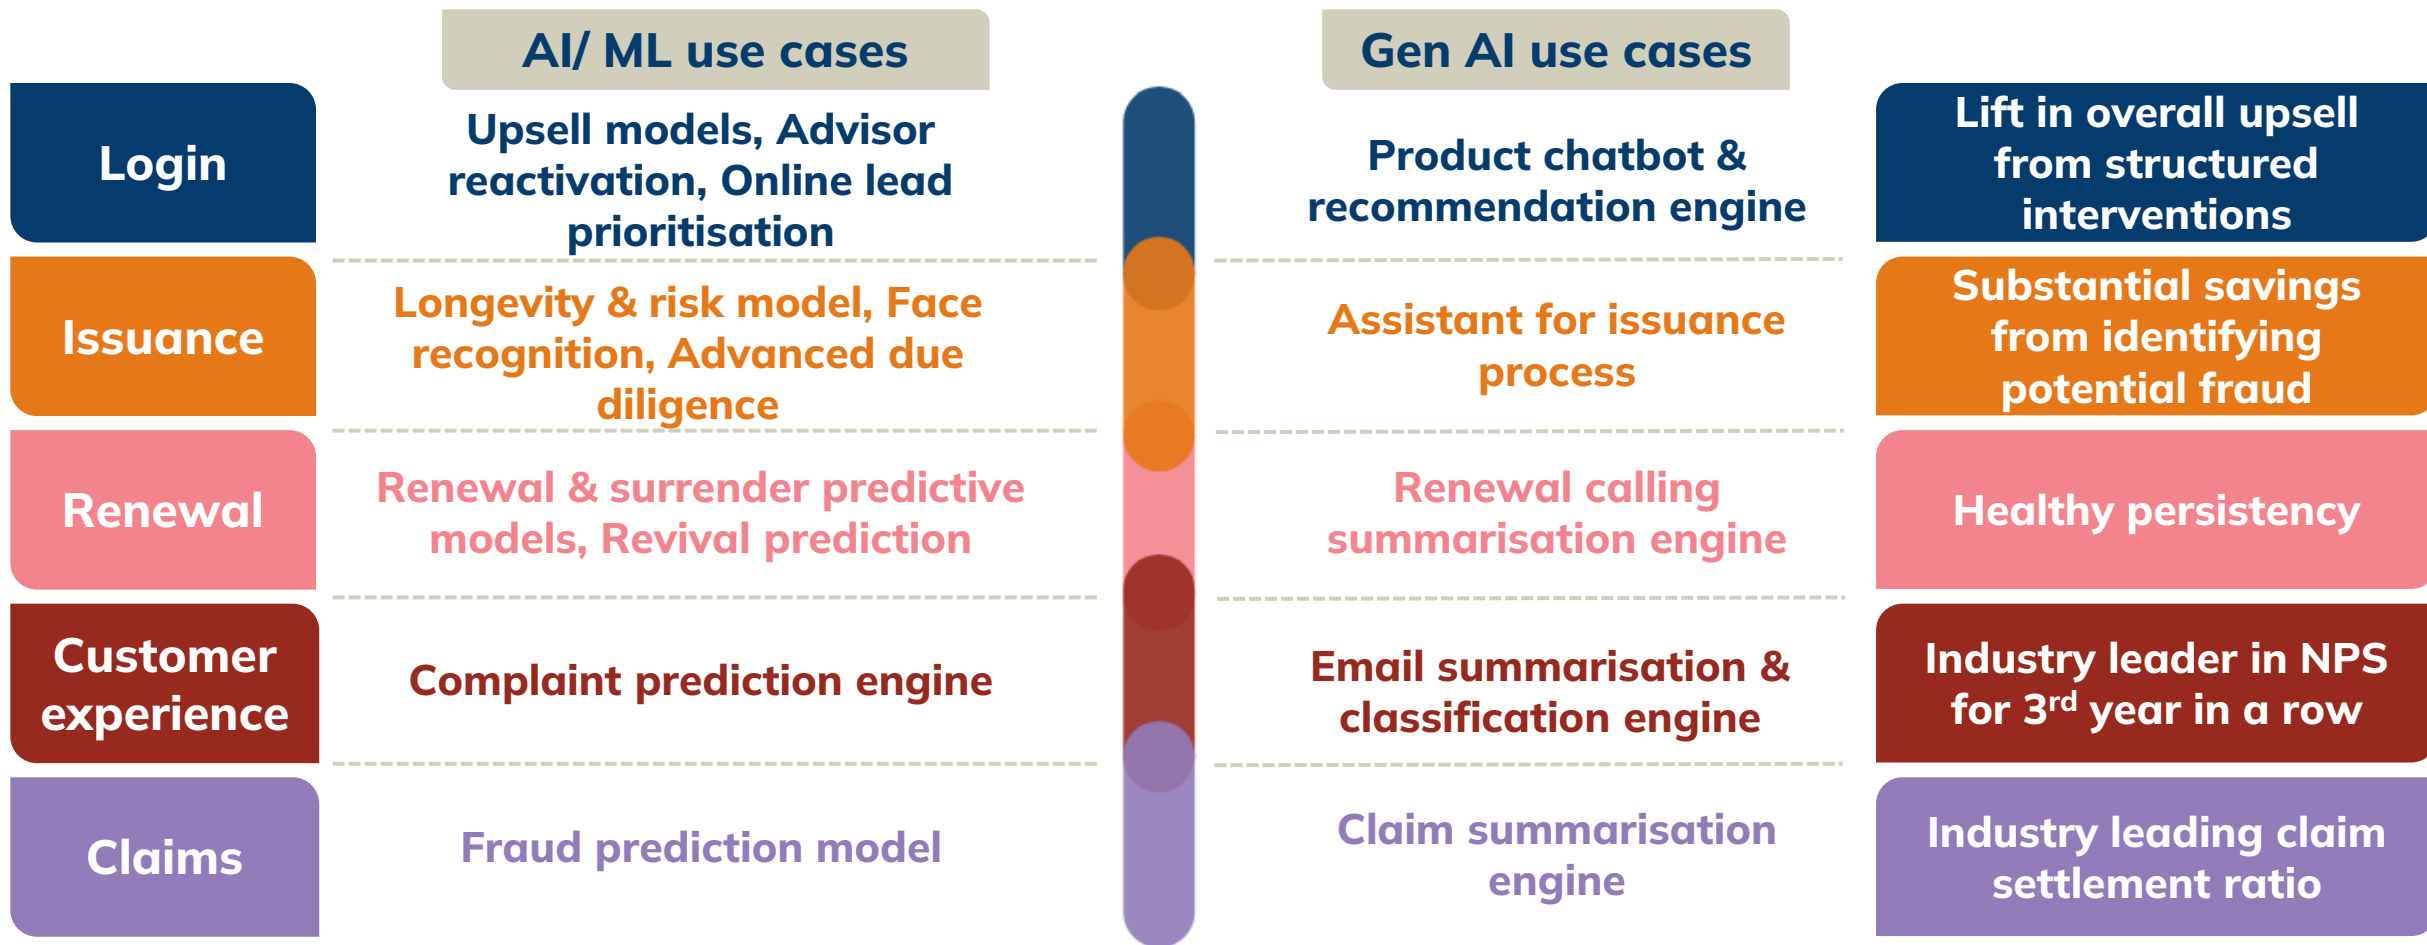 AI/ ML use cases
Gen AI use cases
Login
Upsell models, Advisor
reactivation, Online lead
prioritisation
Product chatbot &
recommendation engine
Lift in overall upsell
from structured
interventions
Issuance
Longevity & risk model, Face
recognition, Advanced due
diligence
Assistant for issuance
process
Substantial savings
from identifying
potential fraud
Renewal
Renewal & surrender predictive
models, Revival prediction
Renewal calling
summarisation engine
Healthy persistency
Customer
experience
Complaint prediction engine
Email summarisation &
classification engine
Industry leader in NPS
for 3rd year in a row
Claims
Fraud prediction model
Claim summarisation
engine
Industry leading claim
settlement ratio